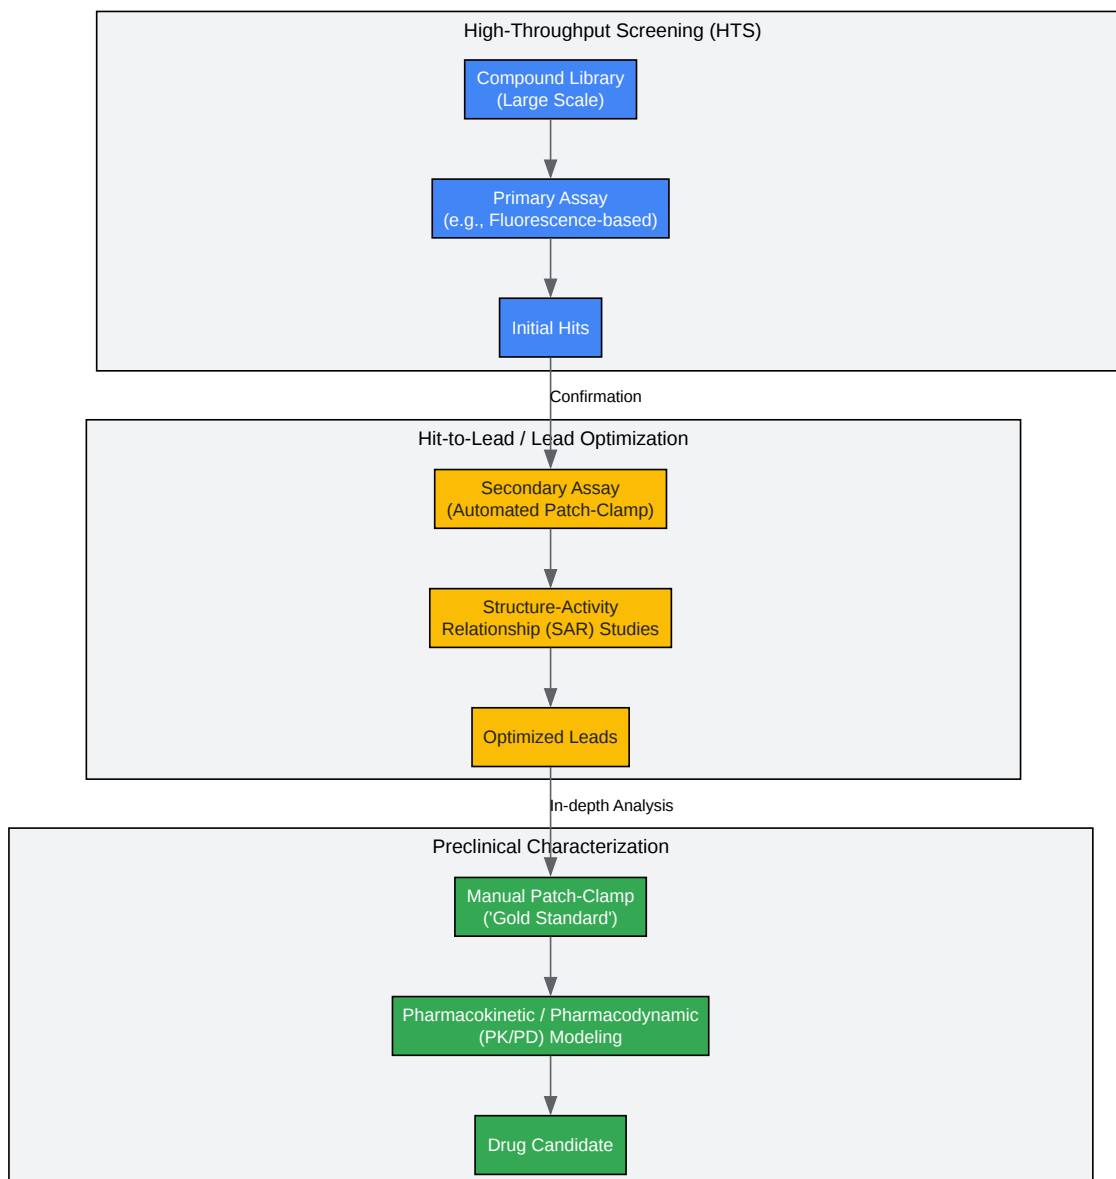 High-Throughput Screening (HTS)
Compound Library
(Large Scale)
Primary Assay
(e.g., Fluorescence-based)
Initial Hits
Confirmation
Hit-to-Lead / Lead Optimization
Secondary Assay
(Automated Patch-Clamp)
Structure-Activity
Relationship (SAR) Studies
Optimized Leads
In-depth Analysis
Preclinical Characterization
Manual Patch-Clamp
('Gold Standard')
Pharmacokinetic / Pharmacodynamic
(PK/PD) Modeling
Drug Candidate